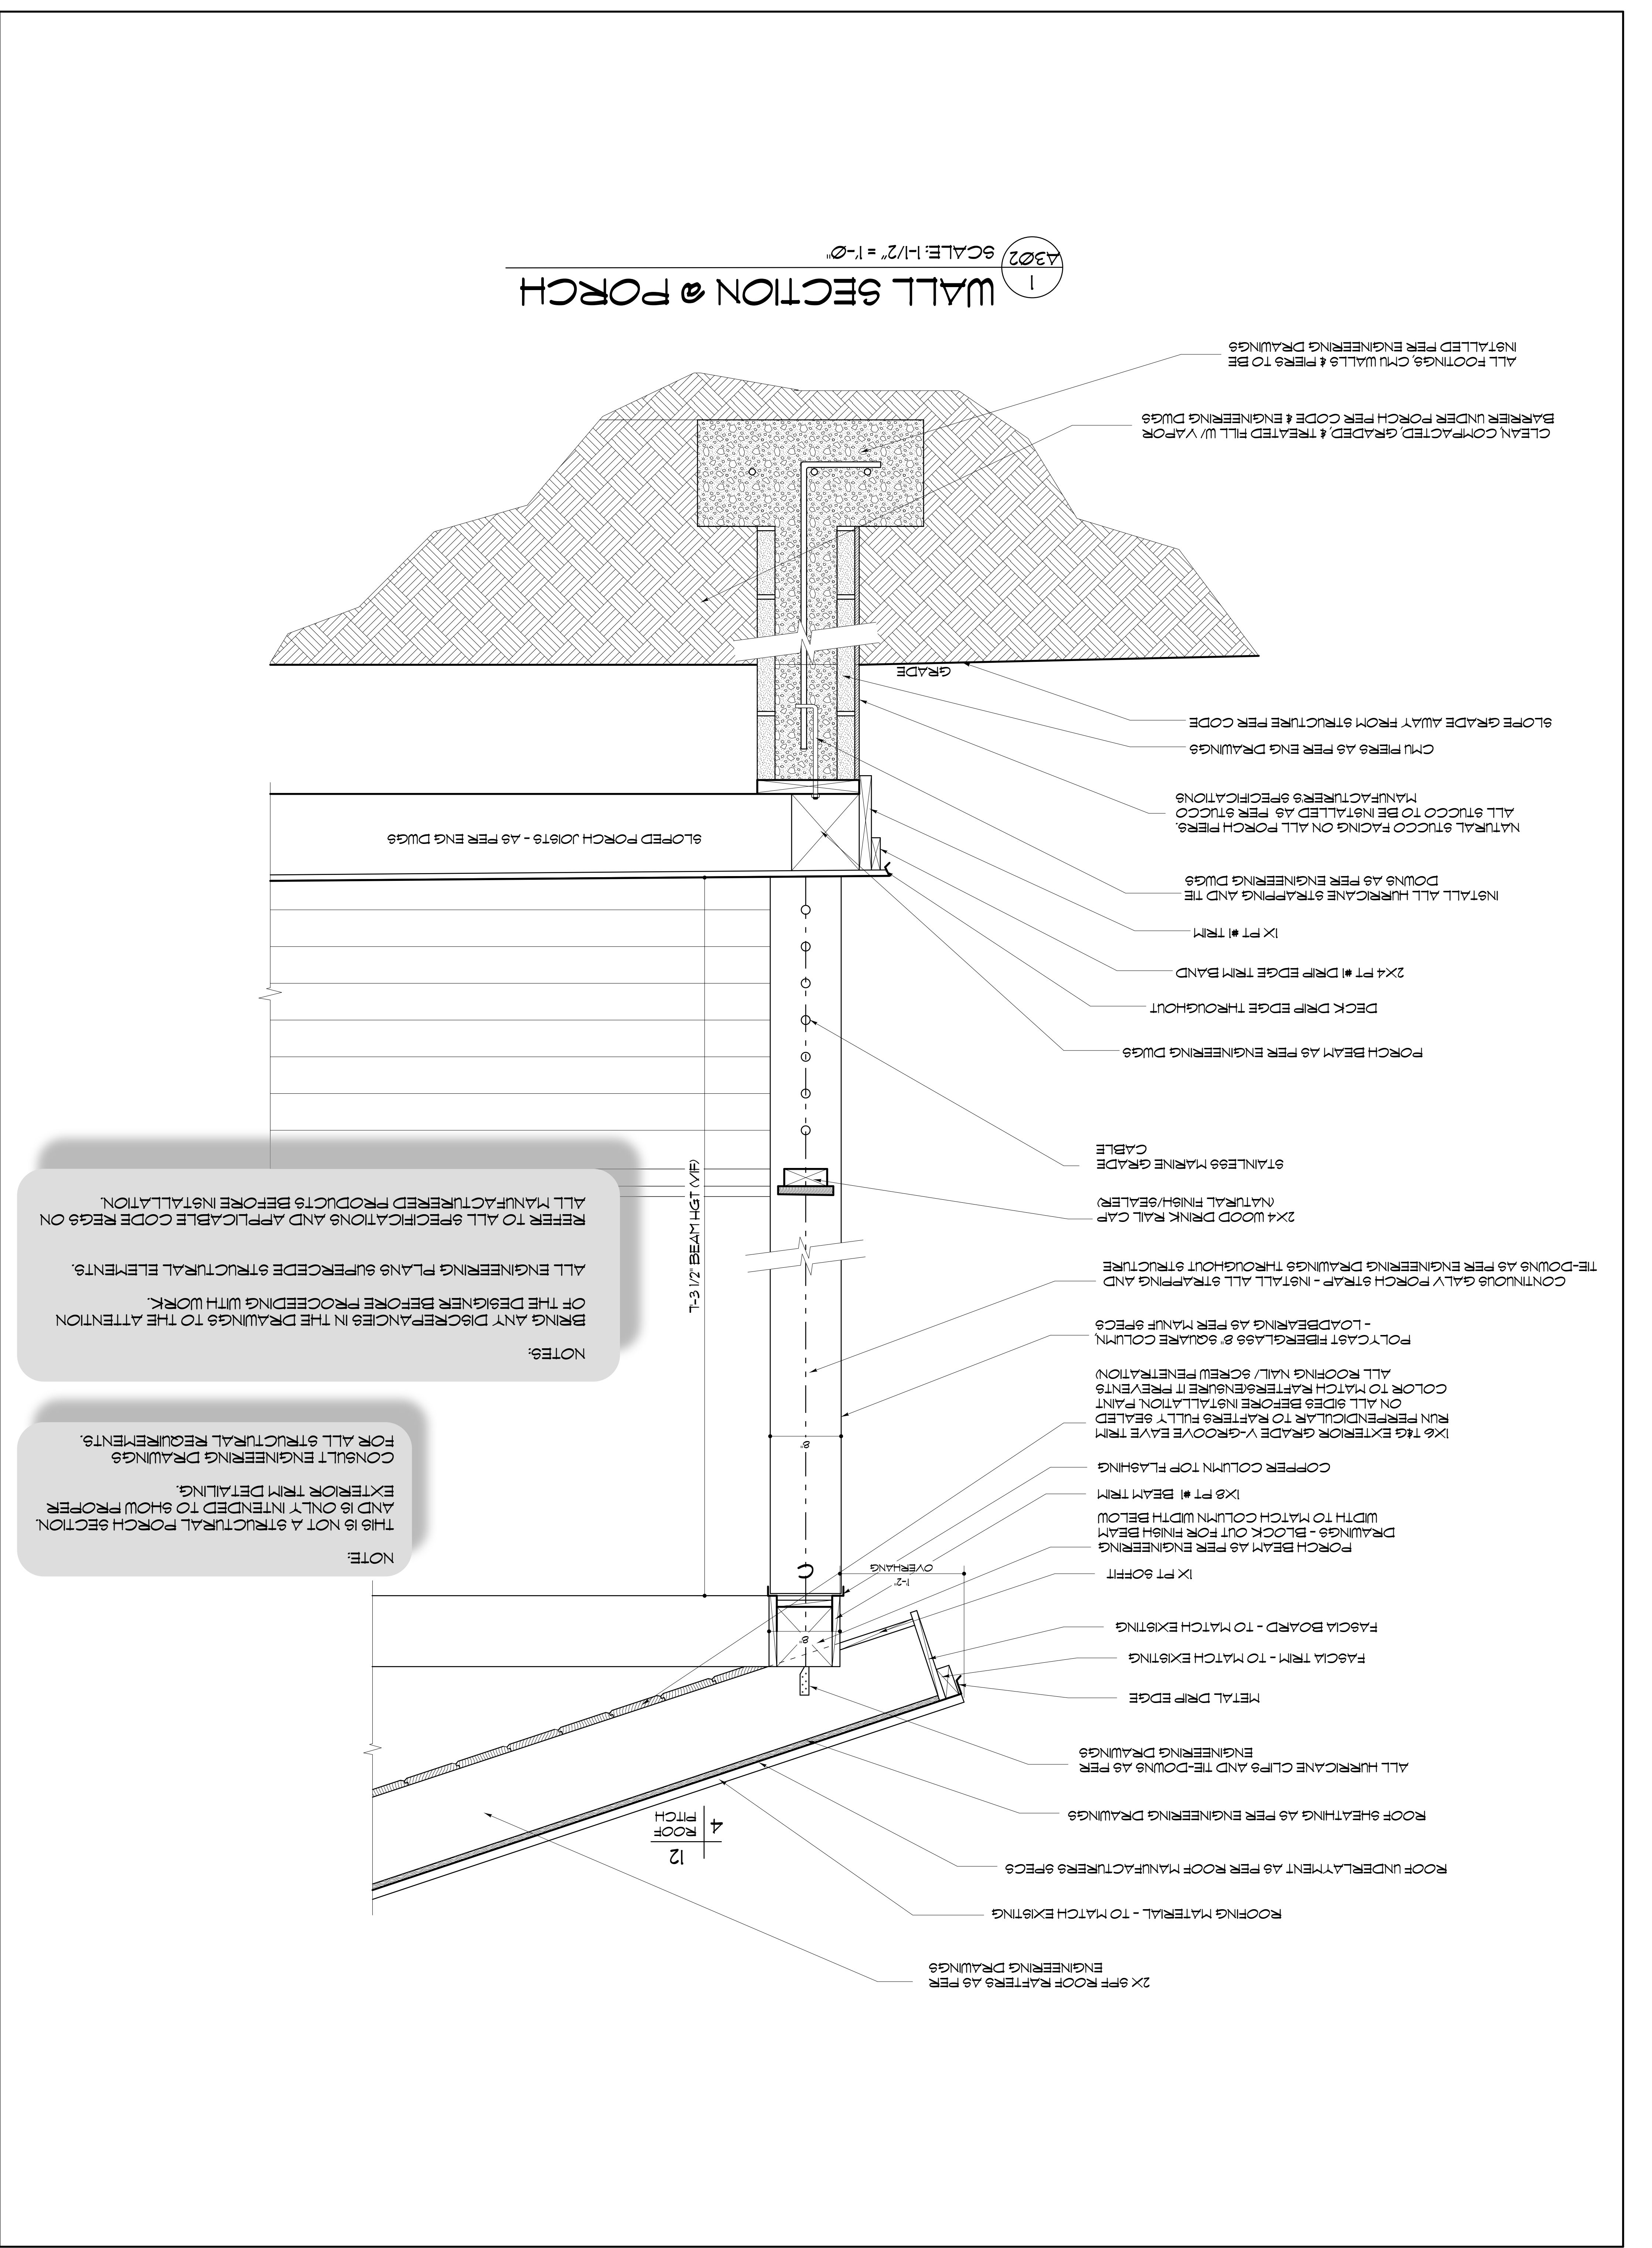 2X SPF ROOF RAFTERS AS PER
ENGINEERING DRAWINGS
ROOFING MATERIAL - TO MATCH EXISTING
ROOF UNDERLAYMENT AS PER ROOF MANUFACTURERS SPECS
12
4
ROOF
PITCH
ROOF SHEATHING AS PER ENGINEERING DRAWINGS
ALL HURRICANE CLIPS AND TIE-DOWNS AS PER
ENGINEERING DRAWINGS
METAL DRIP EDGE
FASCIA TRIM - TO MATCH EXISTING
FASCIA BOARD - TO MATCH EXISTING
8"
1X PT SOFFIT
1'-2"
OVERHANG
PORCH BEAM AS PER ENGINEERING
DRAWINGS - BLOCK OUT FOR FINISH BEAM
WIDTH TO MATCH COLUMN WIDTH BELOW
1X8 PT #1 BEAM TRIM
COPPER COLUMN TOP FLASHING
1X6 T&G EXTERIOR GRADE V-GROOVE EAVE TRIM
RUN PERPENDICULAR TO RAFTERS FULLY SEALED
ON ALL SIDES BEFORE INSTALLATION. PAINT
COLOR TO MATCH RAFTERS(ENSURE IT PREVENTS
ALL ROOFING NAIL/ SCREW PENETRATION)
8"
POLYCAST FIBERGLASS 8" SQUARE COLUMN,
- LOADBEARING AS PER MANUF SPECS
CONTINUOUS GALV PORCH STRAP - INSTALL ALL STRAPPING AND
TIE-DOWNS AS PER ENGINEERING DRAWINGS THROUGHOUT STRUCTURE
7'-3 1/2" BEAM HGT (VIF)
2X4 WOOD DRINK RAIL CAP
(NATURAL FINISH/SEALER)
STAINLESS MARINE GRADE
CABLE
NOTE:
THIS IS NOT A STRUCTURAL PORCH SECTION.
AND IS ONLY INTENDED TO SHOW PROPER
EXTERIOR TRIM DETAILING.
CONSULT ENGINEERING DRAWINGS
FOR ALL STRUCTURAL REQUIREMENTS.
NOTES:
BRING ANY DISCREPANCIES IN THE DRAWINGS TO THE ATTENTION
OF THE DESIGNER BEFORE PROCEEDING WITH WORK.
ALL ENGINEERING PLANS SUPERCEDE STRUCTURAL ELEMENTS.
REFER TO ALL SPECIFICATIONS AND APPLICABLE CODE REGS ON
ALL MANUFACTURERED PRODUCTS BEFORE INSTALLATION.
PORCH BEAM AS PER ENGINEERING DWGS
DECK DRIP EDGE THROUGHOUT
2X4 PT #1 DRIP EDGE TRIM BAND
1X PT #1 TRIM
INSTALL ALL HURRICANE STRAPPING AND TIE
DOWNS AS PER ENGINEERING DWGS
SLOPED PORCH JOISTS - AS PER ENG DWGS
NATURAL STUCCO FACING ON ALL PORCH PIERS.
ALL STUCCO TO BE INSTALLED AS PER STUCCO
MANUFACTURER'S SPECIFICATIONS
CMU PIERS AS PER ENG DRAWINGS
SLOPE GRADE AWAY FROM STRUCTURE PER CODE
GRADE
CLEAN, COMPACTED, GRADED, & TREATED FILL W/ VAPOR
BARRIER UNDER PORCH PER CODE & ENGINEERING DWGS
ALL FOOTINGS, CMU WALLS & PIERS TO BE
INSTALLED PER ENGINEERING DRAWINGS
1
A302
WALL SECTION @ PORCH
SCALE: 1-1/2" = 1'-0"